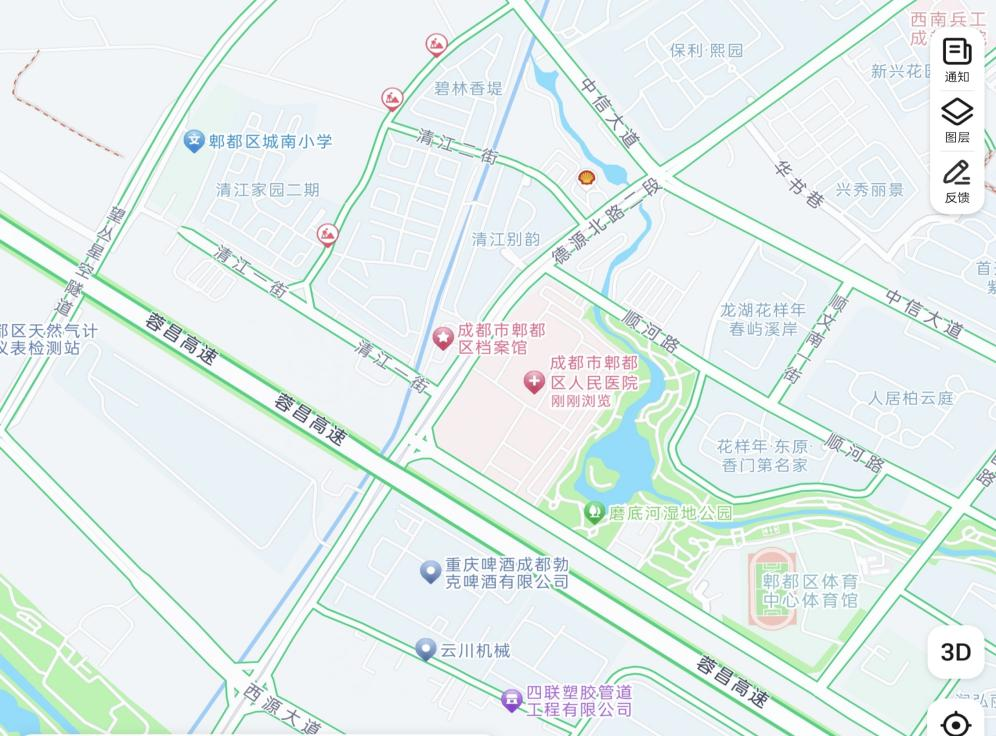 西南兵工
保利·熙园
新兴花园
通知
碧林香堤
中信大道
图层
郫都区城南小学
清江二街
清江家园二期
华书巷
兴秀丽景
反馈
望丛星空隧道
清江别韵
德源北路二段
清江一街
郫区天然气计
仪表检测站
蓉昌高速
成都市郫都
区档案馆
顺河路
龙湖花样年
春屿溪岸
顺文南一街
中信大道
清江一街
成都市郫都
区人民医院
刚刚浏览
人居柏云庭
蓉昌高速
花样年·东原·
香门第名家
顺河路
磨底河湿地公园
重庆啤酒成都勃
克啤酒有限公司
郫都区体育
中心体育馆
云川机械
3D
蓉昌高速
四联塑胶管道
工程有限公司
西源大道